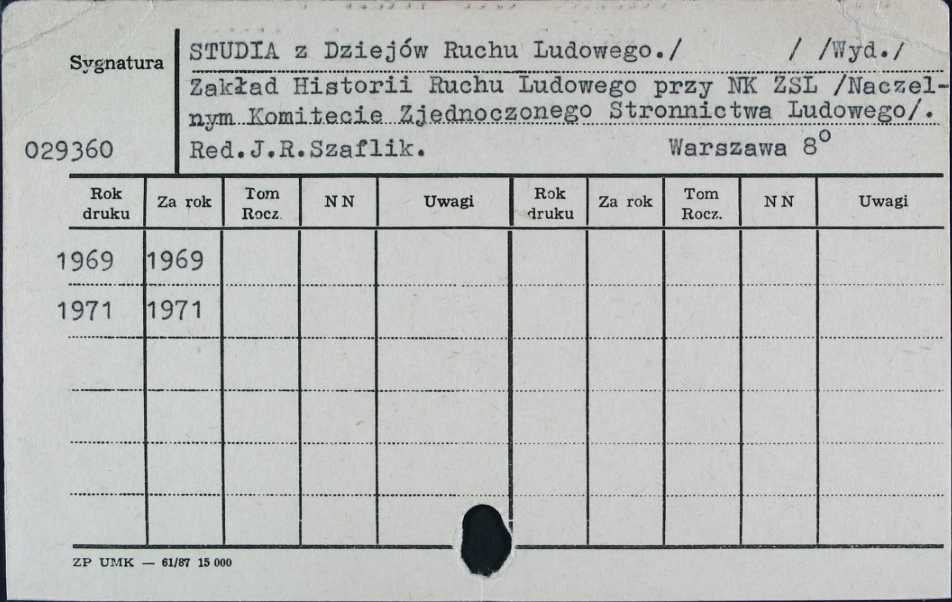 Sygnatura
STUDIA z Dziejów Ruchu Ludowego./ / /Wyd./
Zakład Historii Ruchu Ludowego przy NK ZSL /Naczel-
nym Komitecie Zjednoczonego Stronnictwa Ludowego/.
029360 Red.J.R.Szaflik. Warszawa 8°
Rok druku Za rok Tom Rocz. NN Uwagi Rok druku Za rok Tom Rocz. NN Uwagi
1969 1969
1971 1971
ZP UMK — 61/87 15 000